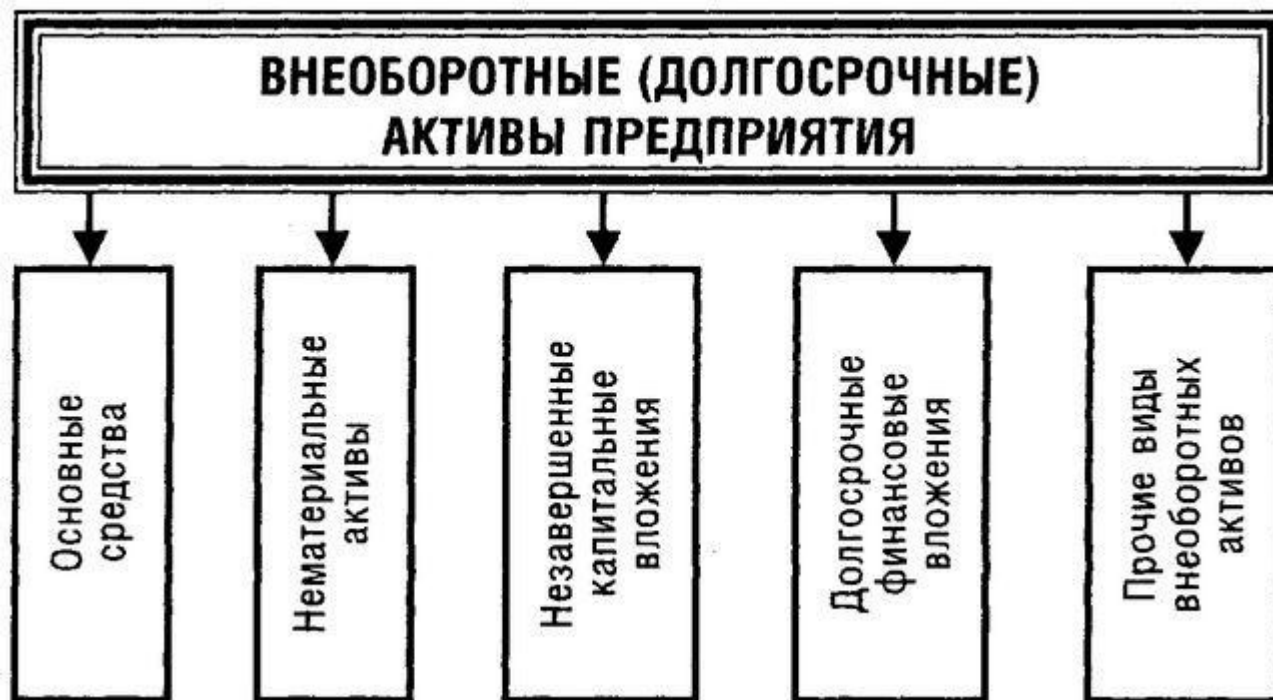 ВНЕОБОРОТНЫЕ (ДОЛГОСРОЧНЫЕ)
АКТИВЫ ПРЕДПРИЯТИЯ
Основные
средства
Нематериальные
активы
Незавершенные
капитальные
вложения
Долгосрочные
финансовые
вложения
Прочие виды
внеоборотных
активов